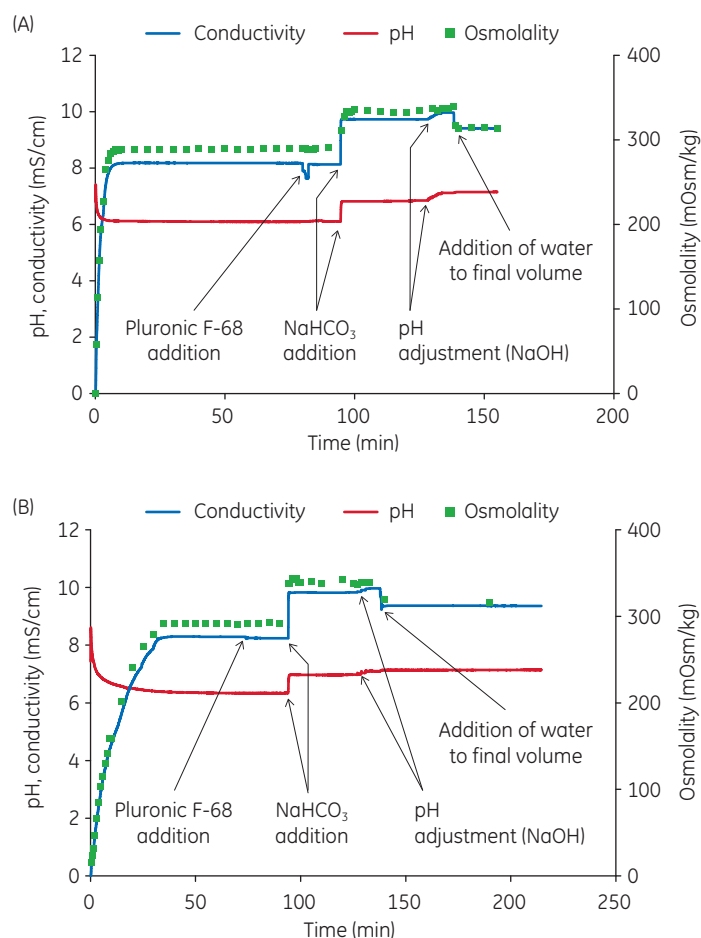 (A)
Conductivity pH Osmolality
12
10
8
6
4
2
0
400
300
200
100
0
pH, conductivity (mS/cm)
Osmolality (mOsm/kg)
Pluronic F-68
addition
NaHCO₃
addition
pH
adjustment (NaOH)
Addition of water
to final volume
0 50 100 150 200
Time (min)
(B)
Conductivity pH Osmolality
12
10
8
6
4
2
0
400
300
200
100
0
pH, conductivity (mS/cm)
Osmolality (mOsm/kg)
Pluronic F-68
addition
NaHCO₃
addition
pH
adjustment (NaOH)
Addition of water
to final volume
0 50 100 150 200 250
Time (min)